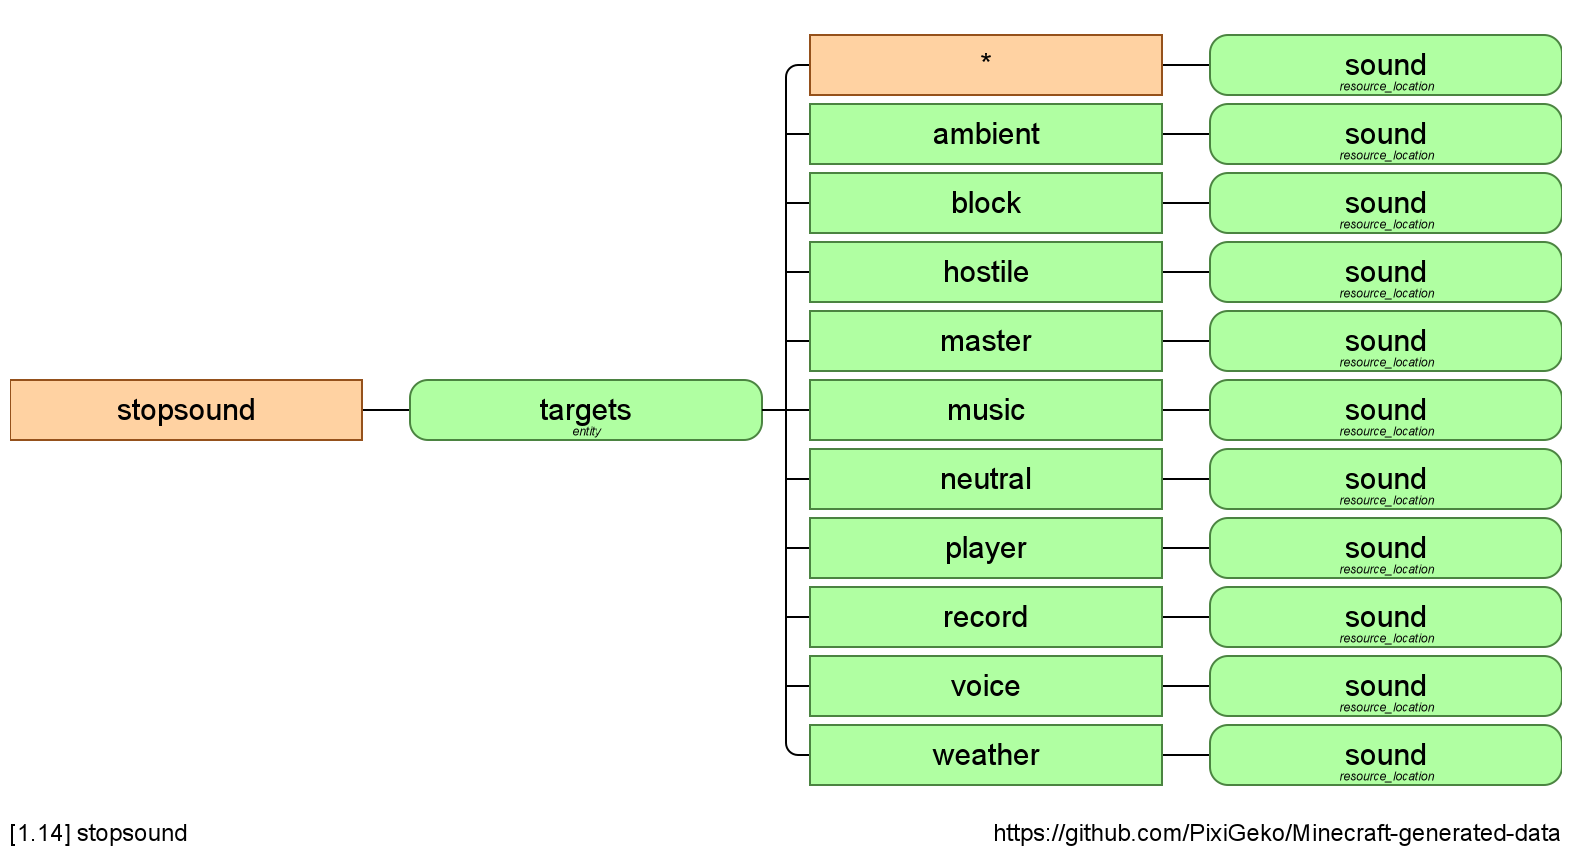 *
sound
resource_location
ambient
sound
resource_location
block
sound
resource_location
hostile
sound
resource_location
master
sound
resource_location
stopsound
targets
entity
music
sound
resource_location
neutral
sound
resource_location
player
sound
resource_location
record
sound
resource_location
voice
sound
resource_location
weather
sound
resource_location
[1.14] stopsound
https://github.com/PixiGeko/Minecraft-generated-data